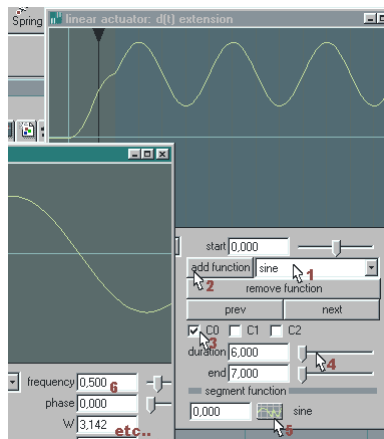 Spring
linear actuator: d[t] extension
start 0,000
add function sine 1
2
remove function
prev next
C0 C1 C2
3
duration 6,000
4
end 7,000
segment function
0,000 sine
5
frequency 0,500
6
phase 0,000
W 3,142
etc..